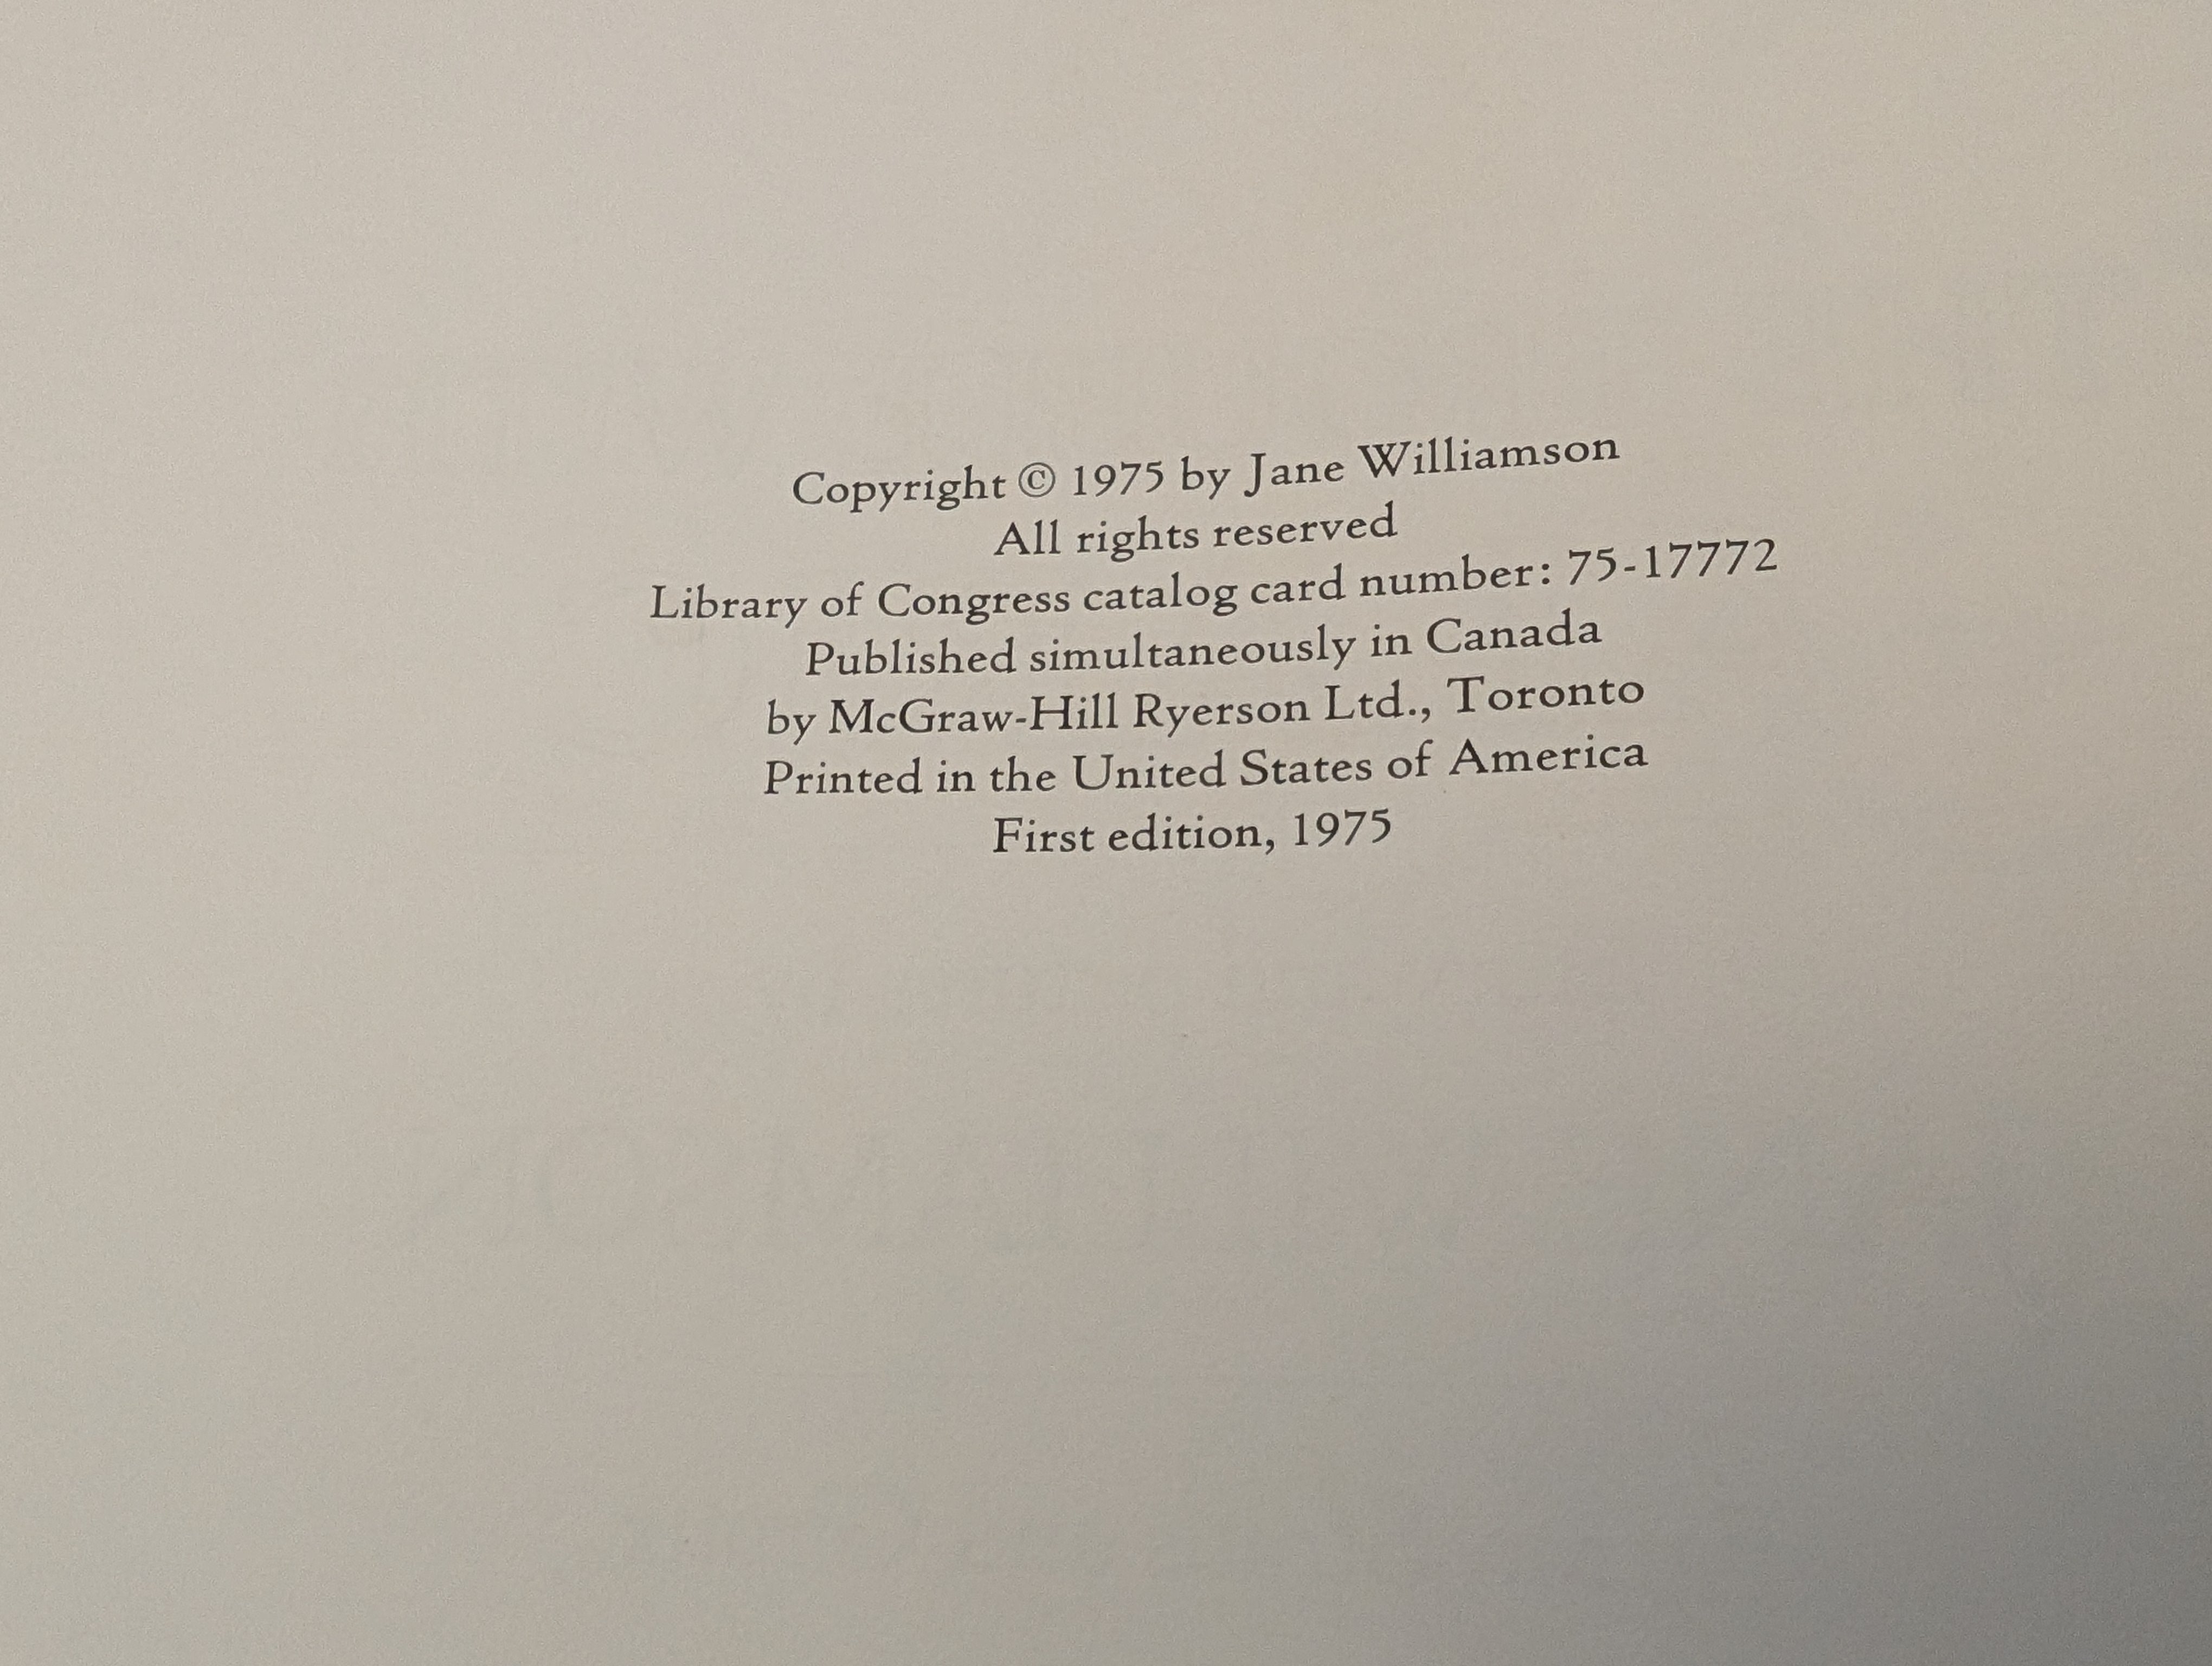 Copyright © 1975 by Jane Williamson
All rights reserved
Library of Congress catalog card number: 75-17772
Published simultaneously in Canada
by McGraw-Hill Ryerson Ltd., Toronto
Printed in the United States of America
First edition, 1975